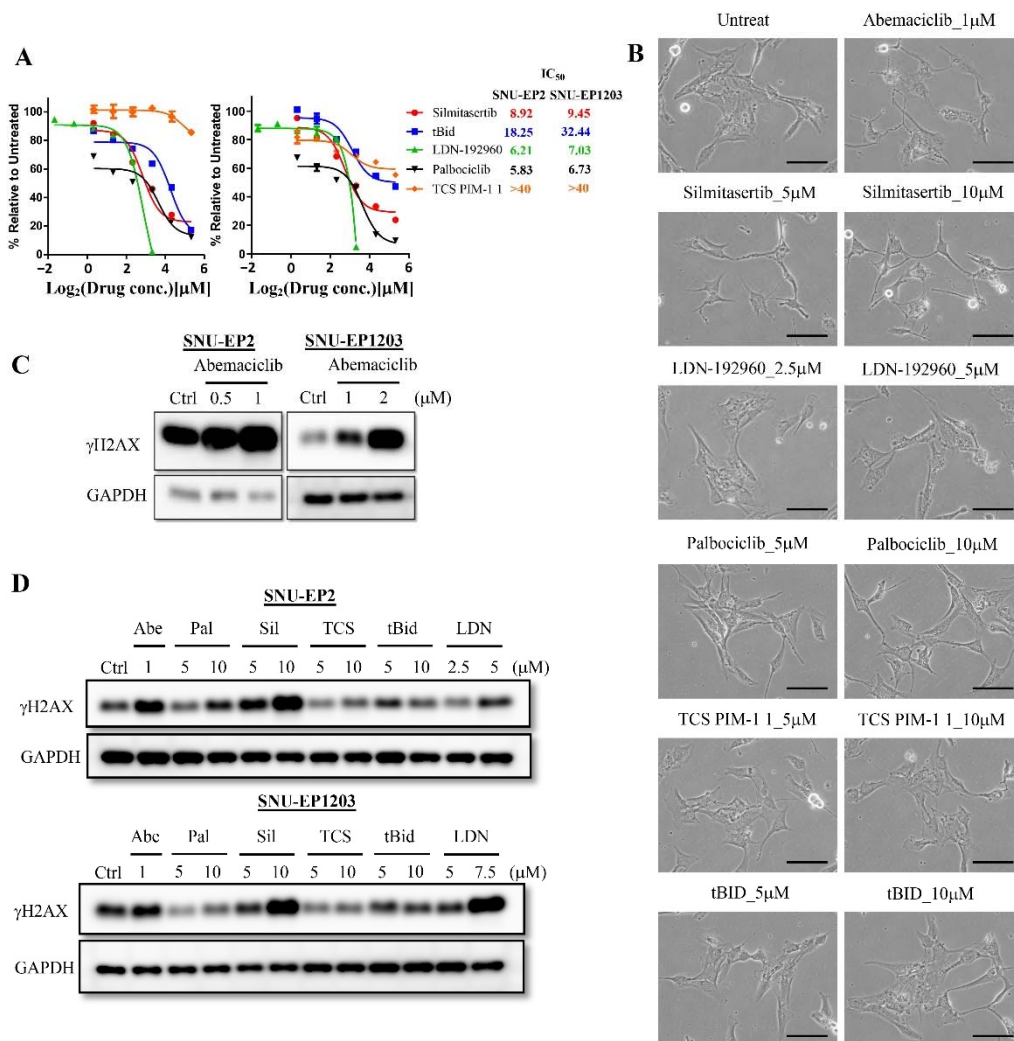 A
IC50
SNU-EP2 SNU-EP1203
Silmitasertib 8.92 9.45
tBid 18.25 32.44
LDN-192960 6,21 7,03
Palbociclib 5.83 6.73
TCS PIM-1 1 >40 >40
% Relative to Untreated
100
80
60
40
20
0
−2 0 2 4 6
Log2(Drug conc.)[μM]
% Relative to Untreated
100
80
60
40
20
0
−2 0 2 4 6
Log2(Drug conc.)[μM]
B
Untreat Abemaciclib_1μM
Silmitasertib_5μM Silmitasertib_10μM
LDN-192960_2.5μM LDN-192960_5μM
Palbociclib_5μM Palbociclib_10μM
TCS PIM-1 1_5μM TCS PIM-1 1_10μM
tBID_5μM tBID_10μM
C
SNU-EP2 SNU-EP1203
Abemaciclib Abemaciclib
Ctrl 0.5 1 Ctrl 1 2 (μM)
γH2AX
GAPDH
D
SNU-EP2
Abe Pal Sil TCS tBid LDN
Ctrl 1 5 10 5 10 5 10 5 10 2.5 5 (μM)
γH2AX
GAPDH
SNU-EP1203
Abe Pal Sil TCS tBid LDN
Ctrl 1 5 10 5 10 5 10 5 10 5 7.5 (μM)
γH2AX
GAPDH